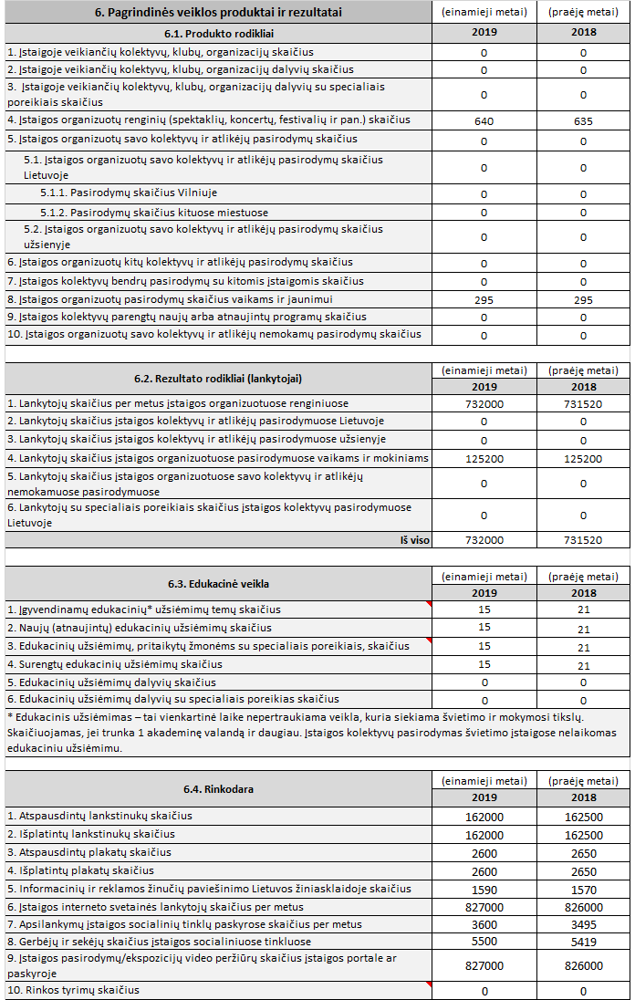 6. Pagrindinės veiklos produktai ir rezultatai (einamieji metai) (praėję metai)
6.1. Produkto rodikliai 2019 2018
1. Įstaigoje veikiančių kolektyvų, klubų, organizacijų skaičius 0 0
2. Įstaigoje veikiančių kolektyvų, klubų, organizacijų dalyvių skaičius 0 0
3. Įstaigoje veikiančių kolektyvų, klubų, organizacijų dalyvių su specialiais
poreikiais skaičius 0 0
4. Įstaigos organizuotų renginių (spektaklių, koncertų, festivalių ir pan.) skaičius 640 635
5. Įstaigos organizuotų savo kolektyvų ir atlikėjų pasirodymų skaičius 0 0
5.1. Įstaigos organizuotų savo kolektyvų ir atlikėjų pasirodymų skaičius
Lietuvoje 0 0
5.1.1. Pasirodymų skaičius Vilniuje 0 0
5.1.2. Pasirodymų skaičius kituose miestuose 0 0
5.2. Įstaigos organizuotų savo kolektyvų ir atlikėjų pasirodymų skaičius
užsienyje 0 0
6. Įstaigos organizuotų kitų kolektyvų ir atlikėjų pasirodymų skaičius 0 0
7. Įstaigos kolektyvų bendrų pasirodymų su kitomis įstaigomis skaičius 0 0
8. Įstaigos organizuotų pasirodymų skaičius vaikams ir jaunimui 295 295
9. Įstaigos kolektyvų parengtų naujų arba atnaujintų programų skaičius 0 0
10. Įstaigos organizuotų savo kolektyvų ir atlikėjų nemokamų pasirodymų skaičius 0 0
6.2. Rezultato rodikliai (lankytojai) (einamieji metai) (praėję metai)
2019 2018
1. Lankytojų skaičius per metus įstaigos organizuotuose renginiuose 732000 731520
2. Lankytojų skaičius įstaigos kolektyvų ir atlikėjų pasirodymuose Lietuvoje 0 0
3. Lankytojų skaičius įstaigos kolektyvų ir atlikėjų pasirodymuose užsienyje 0 0
4. Lankytojų skaičius įstaigos organizuotuose pasirodymuose vaikams ir mokiniams 125200 125200
5. Lankytojų skaičius įstaigos organizuotuose savo kolektyvų ir atlikėjų
nemokamuose pasirodymuose 0 0
6. Lankytojų su specialiais poreikiais skaičius įstaigos kolektyvų pasirodymuose
Lietuvoje 0 0
Iš viso 732000 731520
6.3. Edukacinė veikla (einamieji metai) (praėję metai)
2019 2018
1. Įgyvendinamų edukacinių* užsiėmimų temų skaičius 15 21
2. Naujų (atnaujintų) edukacinių užsiėmimų skaičius 15 21
3. Edukacinių užsiėmimų, pritaikytų žmonėms su specialiais poreikiais, skaičius 15 21
4. Surengtų edukacinių užsiėmimų skaičius 15 21
5. Edukacinių užsiėmimų dalyvių skaičius 0 0
6. Edukacinių užsiėmimų dalyvių su specialiais poreikias skaičius 0 0
* Edukacinis užsiėmimas – tai vienkartinė laike nepertraukiama veikla, kuria siekiama švietimo ir mokymosi tikslų.
Skaičiuojamas, jei trunka 1 akademinę valandą ir daugiau. Įstaigos kolektyvų pasirodymas švietimo įstaigose nelaikomas
edukaciniu užsiėmimu.
6.4. Rinkodara (einamieji metai) (praėję metai)
2019 2018
1. Atspausdintų lankstinukų skaičius 162000 162500
2. Išplatintų lankstinukų skaičius 162000 162500
3. Atspausdintų plakatų skaičius 2600 2650
4. Išplatintų plakatų skaičius 2600 2650
5. Informacinių ir reklamos žinučių paviešinimo Lietuvos žiniasklaidoje skaičius 1590 1570
6. Įstaigos interneto svetainės lankytojų skaičius per metus 827000 826000
7. Apsilankymų įstaigos socialinių tinklų paskyrose skaičius per metus 3600 3495
8. Gerbėjų ir sekėjų skaičius įstaigos socialiniuose tinkluose 5500 5419
9. Įstaigos pasirodymų/ekspozicijų video peržiūrų skaičius įstaigos portale ar
paskyroje 827000 826000
10. Rinkos tyrimų skaičius 0 0